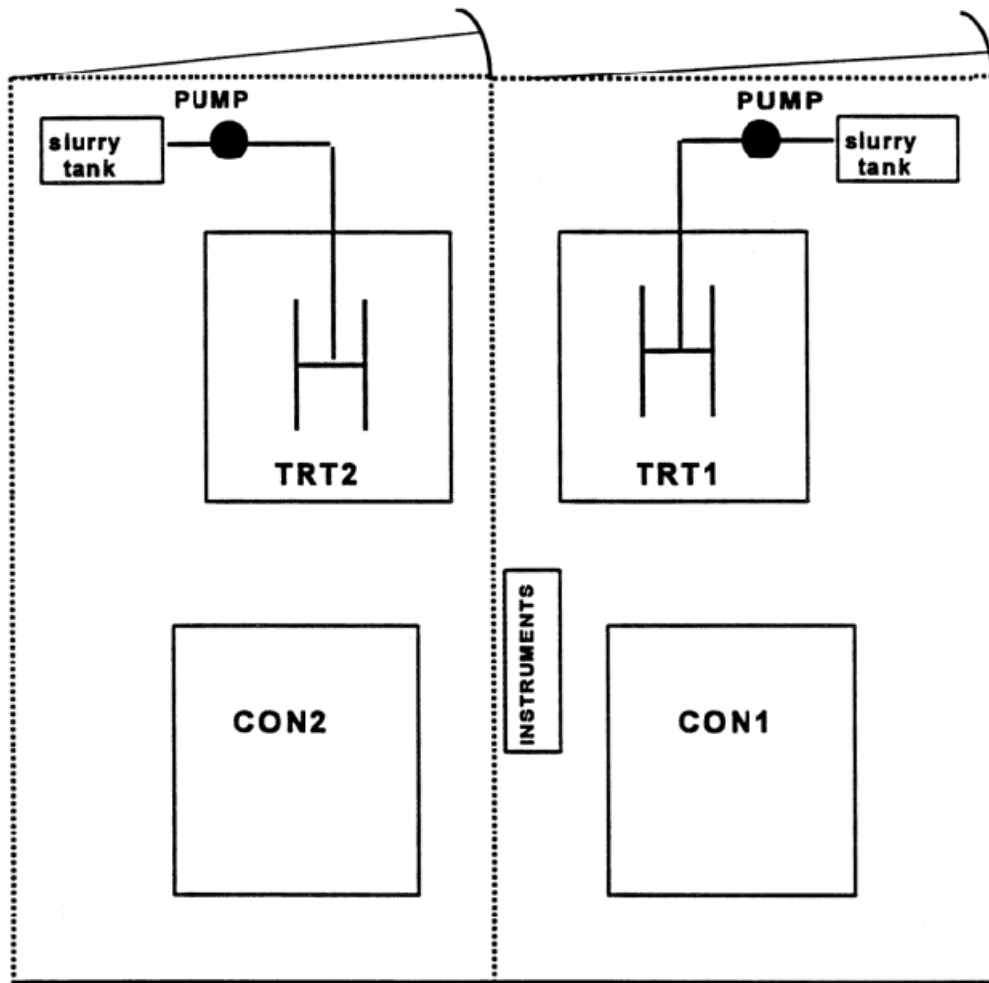 PUMP
slurry
tank
PUMP
slurry
tank
TRT2
TRT1
INSTRUMENTS
CON2
CON1